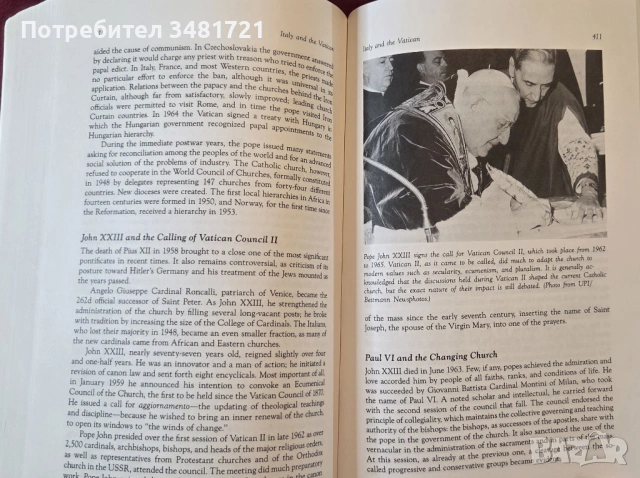 Потребител 3481721
Italy and the Vatican
aided the cause of communism. In Czechoslovakia the government answered
by declaring it would charge any priest with treason who tried to enforce the
papal edict. In Italy, France, and most Western countries, the priests made
no particular effort to enforce the ban, although it was universal in its
application. Relations between the papacy and the churches behind the Iron
Curtain, although far from satisfactory, slowly improved; leading church
officials were permitted to visit Rome, and in time the pope visited Iron
Curtain countries. In 1964 the Vatican signed a treaty with Hungary in
which the Hungarian government recognized papal appointments to the
Hungarian hierarchy.
During the immediate postwar years, the pope issued many statements
asking for reconciliation among the peoples of the world and for an advanced
social solution of the problems of industry. The Catholic church, however,
refused to cooperate in the World Council of Churches, formally constituted
in 1948 by delegates representing 147 churches from forty-four different
countries. New dioceses were created. The first local hierarchies in Africa in
fourteen centuries were formed in 1950, and Norway, for the first time since
the Reformation, received a hierarchy in 1953.
John XXIII and the Calling of Vatican Council II
The death of Pius XII in 1958 brought to a close one of the most significant
pontificates in recent times. It also remains controversial, as criticism of its
posture toward Hitler's Germany and his treatment of the Jews mounted as
the years passed.
Angelo Giuseppe Cardinal Roncalli, patriarch of Venice, became the
262d official successor of Saint Peter. As John XXIII, he strengthened the
administration of the church by filling several long-vacant posts; he broke
with tradition by increasing the size of the College of Cardinals. The Italians,
who lost their majority in 1948, became an even smaller fraction, as many of
the new cardinals came from African and Eastern churches.
John XXIII, nearly seventy-seven years old, reigned slightly over four
and one-half years. He was an innovator and a man of action; he initiated a
revision of canon law and sent forth eight encyclicals. Most important of all,
in January 1959 he announced his intention to convoke an Ecumenical
Council of the Church, the first to be held since the Vatican Council of 1870.
He issued a call for aggiornamento—the updating of theological teachings
and discipline—because he wished to bring an inner renewal of the church
to open its windows to "the winds of change."
Pope John presided over the first session of Vatican II in late 1962 as over
2,500 cardinals, archbishops, bishops, and heads of the major religious orders,
as well as representatives from Protestant churches and of the Orthodox
church in the USSR, attended the council. The meeting did much preparatory
Italy and the Vatican
411
Pope John XXIII signs the call for Vatican Council II, which took place from 1962
to 1965. Vatican II, as it came to be called, did much to adapt the church to
modern values such as secularity, ecumenism, and pluralism. It is generally ac-
knowledged that the discussions held during Vatican II shaped the current Catholic
church, but the exact nature of their impact is still debated. (Photo from UPI/
Bettmann Newsphotos.)
of the mass since the early seventh century, inserting the name of Saint
Joseph, the spouse of the Virgin Mary, into one of the prayers.
Paul VI and the Changing Church
John XXIII died in June 1963. Few, if any, popes achieved the admiration and
love accorded him by people of all faiths, ranks, and conditions of life. He
was succeeded by Giovanni Battista Cardinal Montini of Milan, who took the
name of Paul VI. A noted scholar and intellectual, he carried forward
with the second session of the council that fall. The council endorsed the
principle of collegiality, which maintains the collective governing and teaching
authority of the bishops: as bishops, as successors to the apostles, share with
the pope in the government of the church. It also sanctioned the use of the
vernacular in the administration of the sacraments
At this session, as already at the previous one, a
called progressive and conservative groups became
bazar